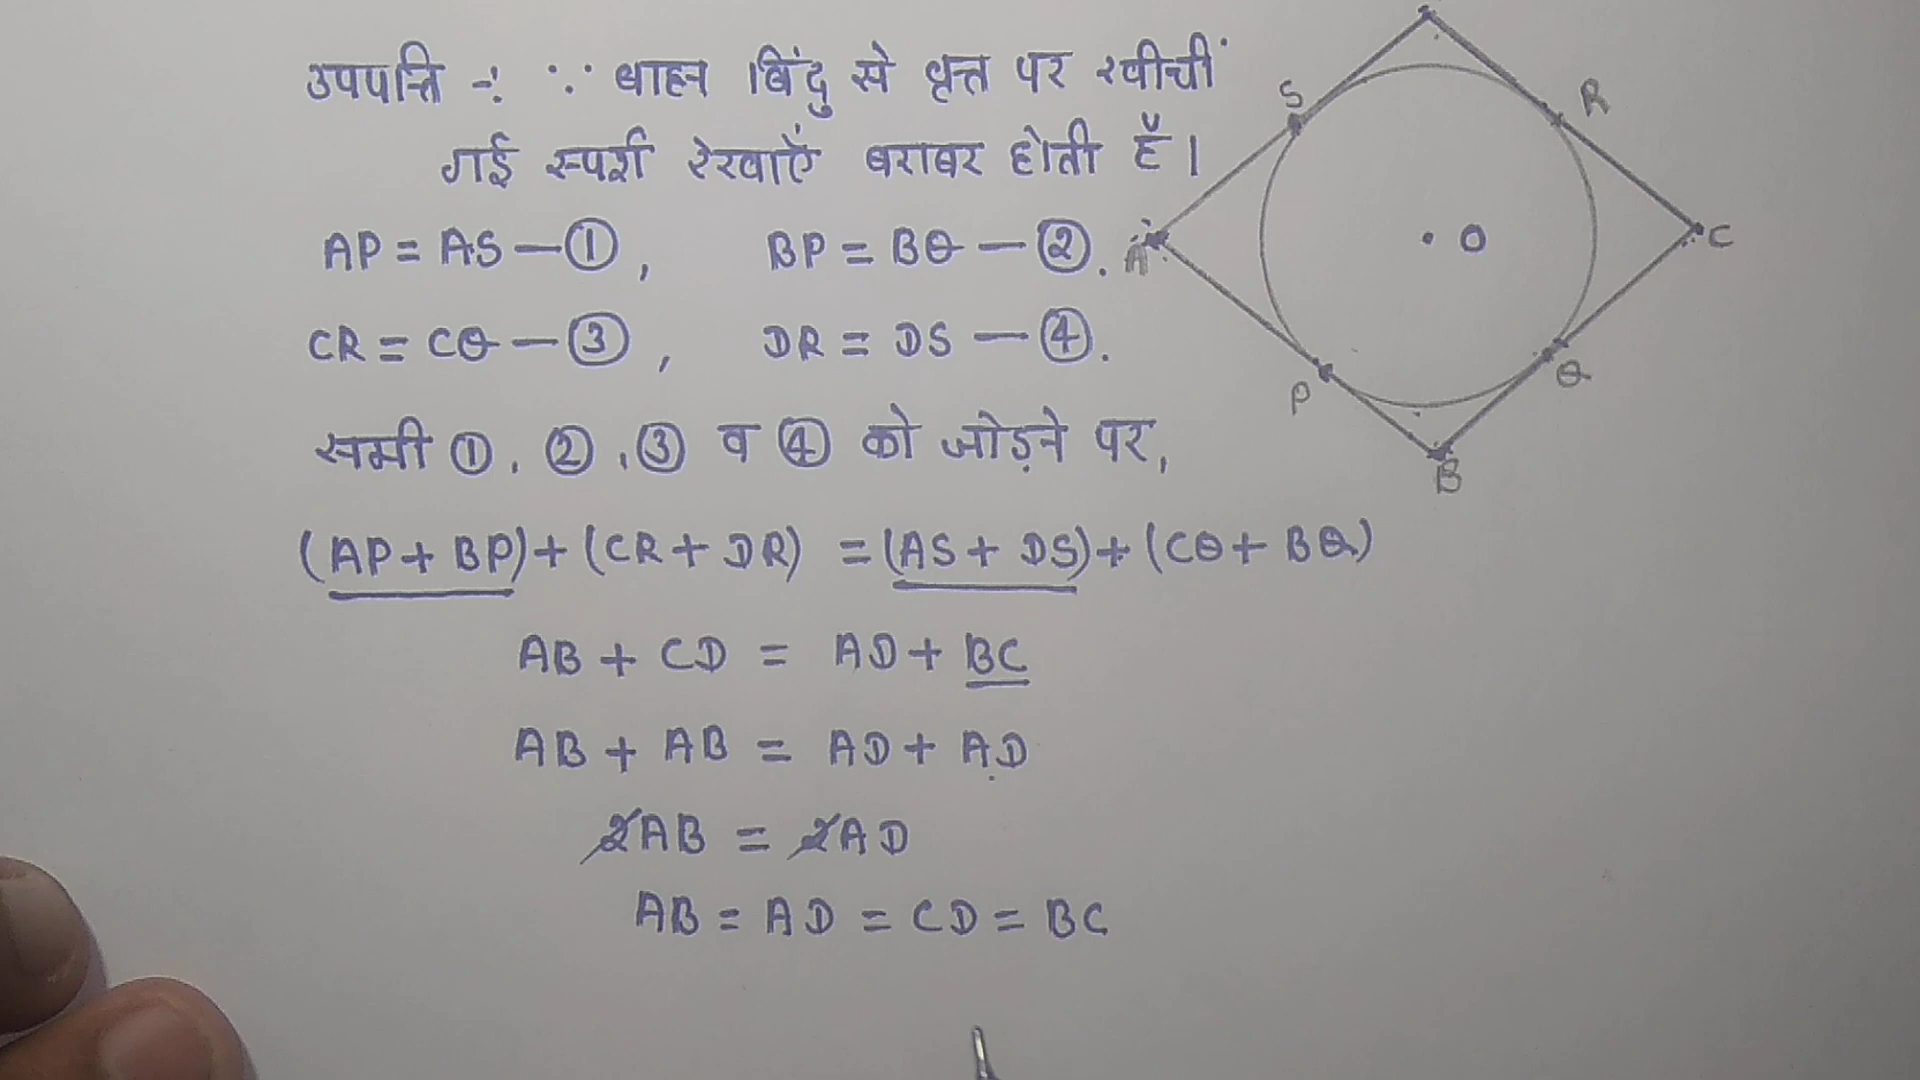 उपपत्ति -: ∵ बाह्य बिंदु से वृत्त पर खीचीं
गई स्पर्श रेखाएँ बराबर होती हैं।
AP = AS — ①, BP = BQ — ②.
CR = CQ — ③, DR = DS — ④.
सभी ①, ②, ③ व ④ को जोड़ने पर,
(AP + BP) + (CR + DR) = (AS + DS) + (CQ + BQ)
AB + CD = AD + BC
AB + AB = AD + AD
2AB = 2AD
AB = AD = CD = BC
S
R
A
O
C
P
Q
B